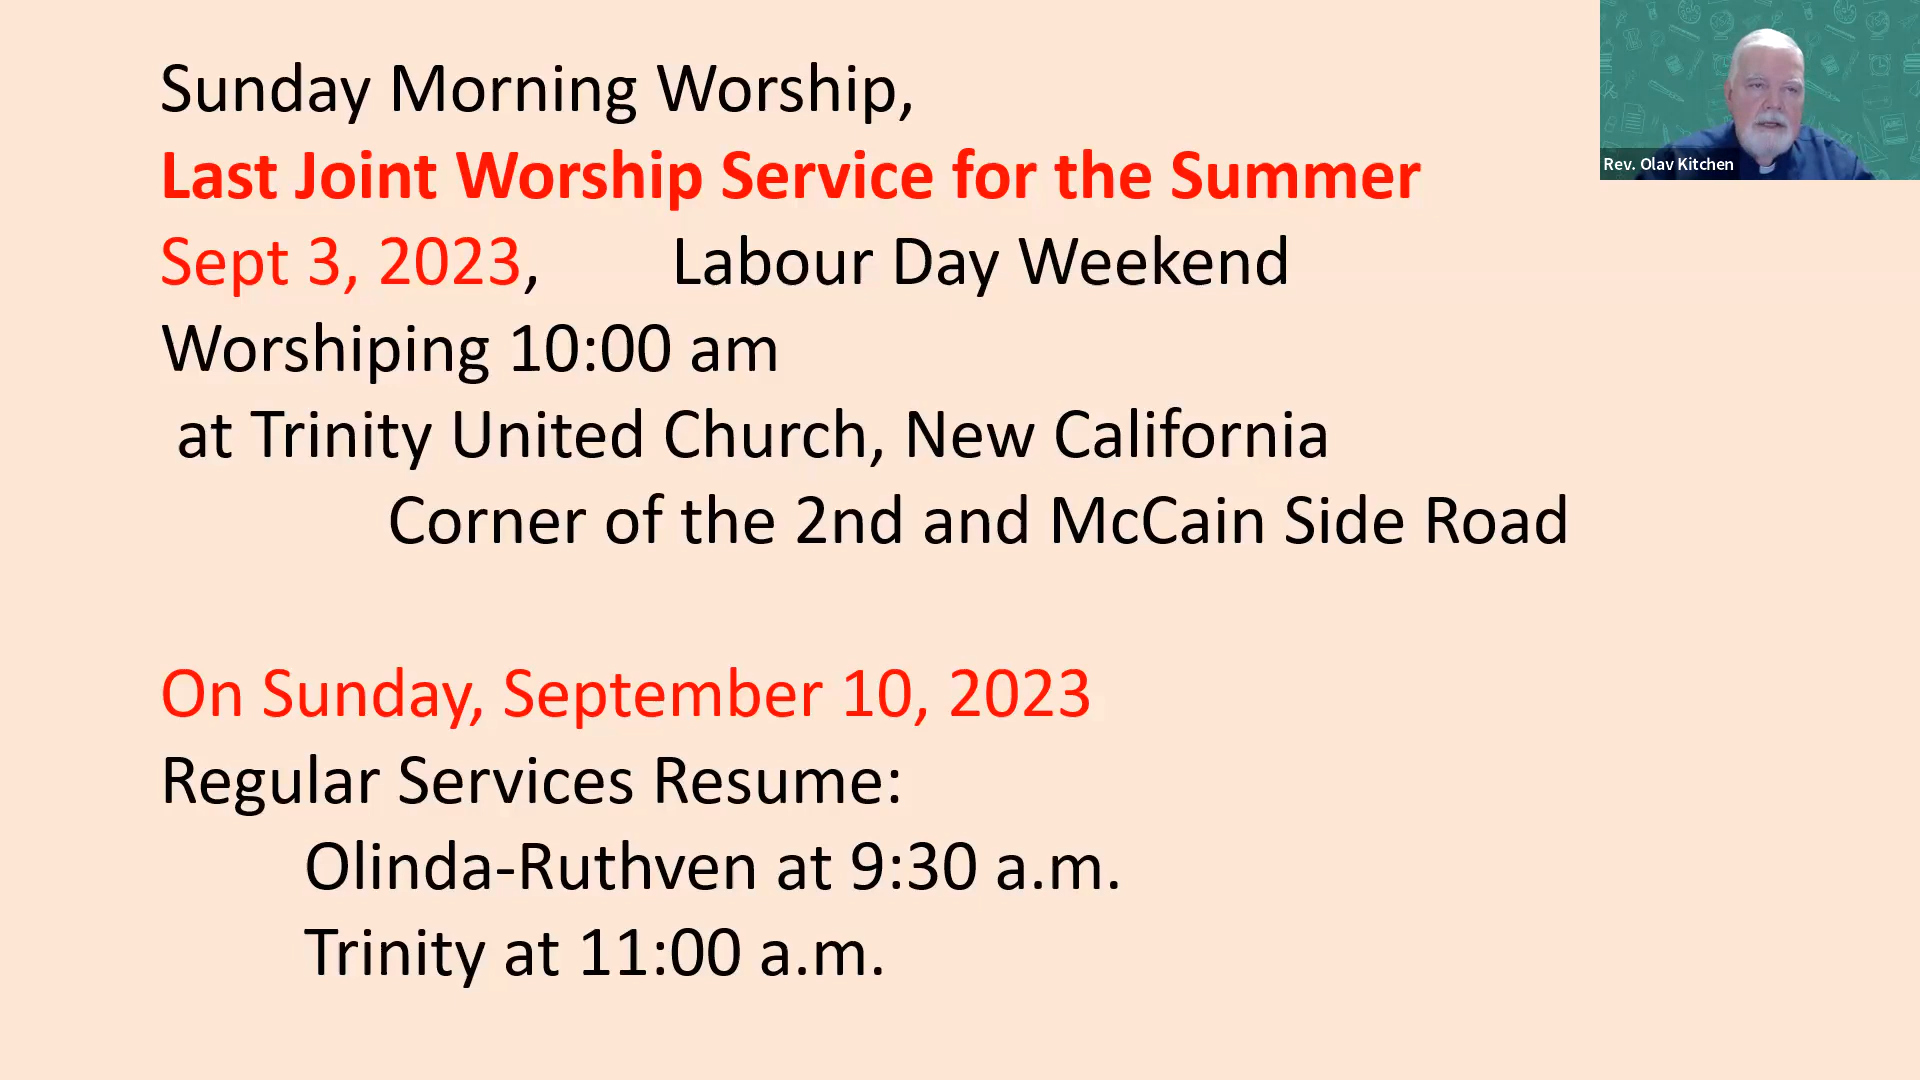 Sunday Morning Worship,
Last Joint Worship Service for the Summer
Sept 3, 2023, Labour Day Weekend
Worshiping 10:00 am
at Trinity United Church, New California
Corner of the 2nd and McCain Side Road
On Sunday, September 10, 2023
Regular Services Resume:
Olinda-Ruthven at 9:30 a.m.
Trinity at 11:00 a.m.
Rev. Olav Kitchen